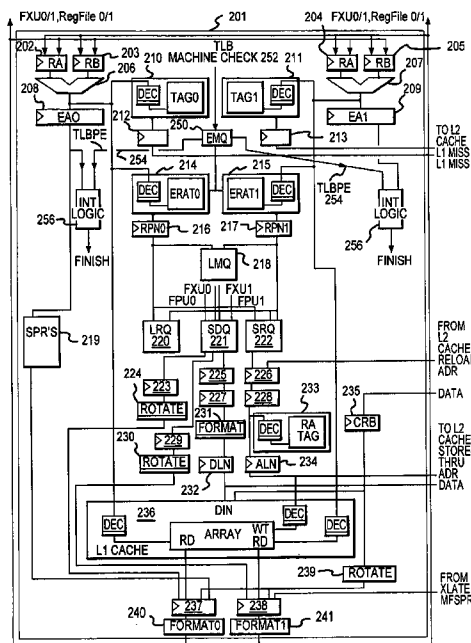 FXU0/1,RegFile 0/1
201
204
FXU0/1,RegFile 0/1
202
RA
RB
203
TLB
MACHINE CHECK 252
RA
RB
205
206
210
211
207
208
DEC
TAG0
TAG1
DEC
209
EA0
212
250
EMQ
213
EA1
TO L2
CACHE
L1 MISS
L1 MISS
TLBPE
254
214
215
TLBPE
254
DEC
ERAT0
ERAT1
DEC
INT
LOGIC
256
INT
LOGIC
256
RPN0
216
217
RPN1
FINISH
FINISH
LMQ
218
FXU0
FXU1
FPU0
FPU1
SPR'S
219
LRQ
220
SDQ
221
SRQ
222
FROM
L2
CACHE
RELOAD
ADR
223
225
226
224
ROTATE
227
228
233
235
231
FORMAT
DEC
RA
TAG
CRB
DATA
229
230
ROTATE
DLN
232
ALN
234
TO L2
CACHE
STORE
THRU
ADR
DATA
DIN
DEC
236
DEC
DEC
ARRAY
WT
RD
RD
L1 CACHE
239
ROTATE
237
238
FROM
XLATE
MFSPR
240
FORMAT0
FORMAT1
241